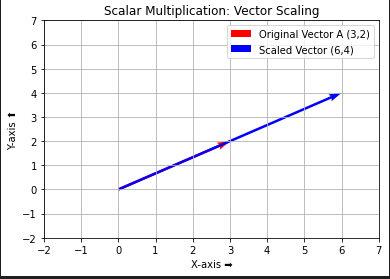 Scalar Multiplication: Vector Scaling
Original Vector A (3,2)
Scaled Vector (6,4)
7
6
5
4
3
2
1
0
−1
−2
Y-axis ⬆
−2 −1 0 1 2 3 4 5 6 7
X-axis ➡